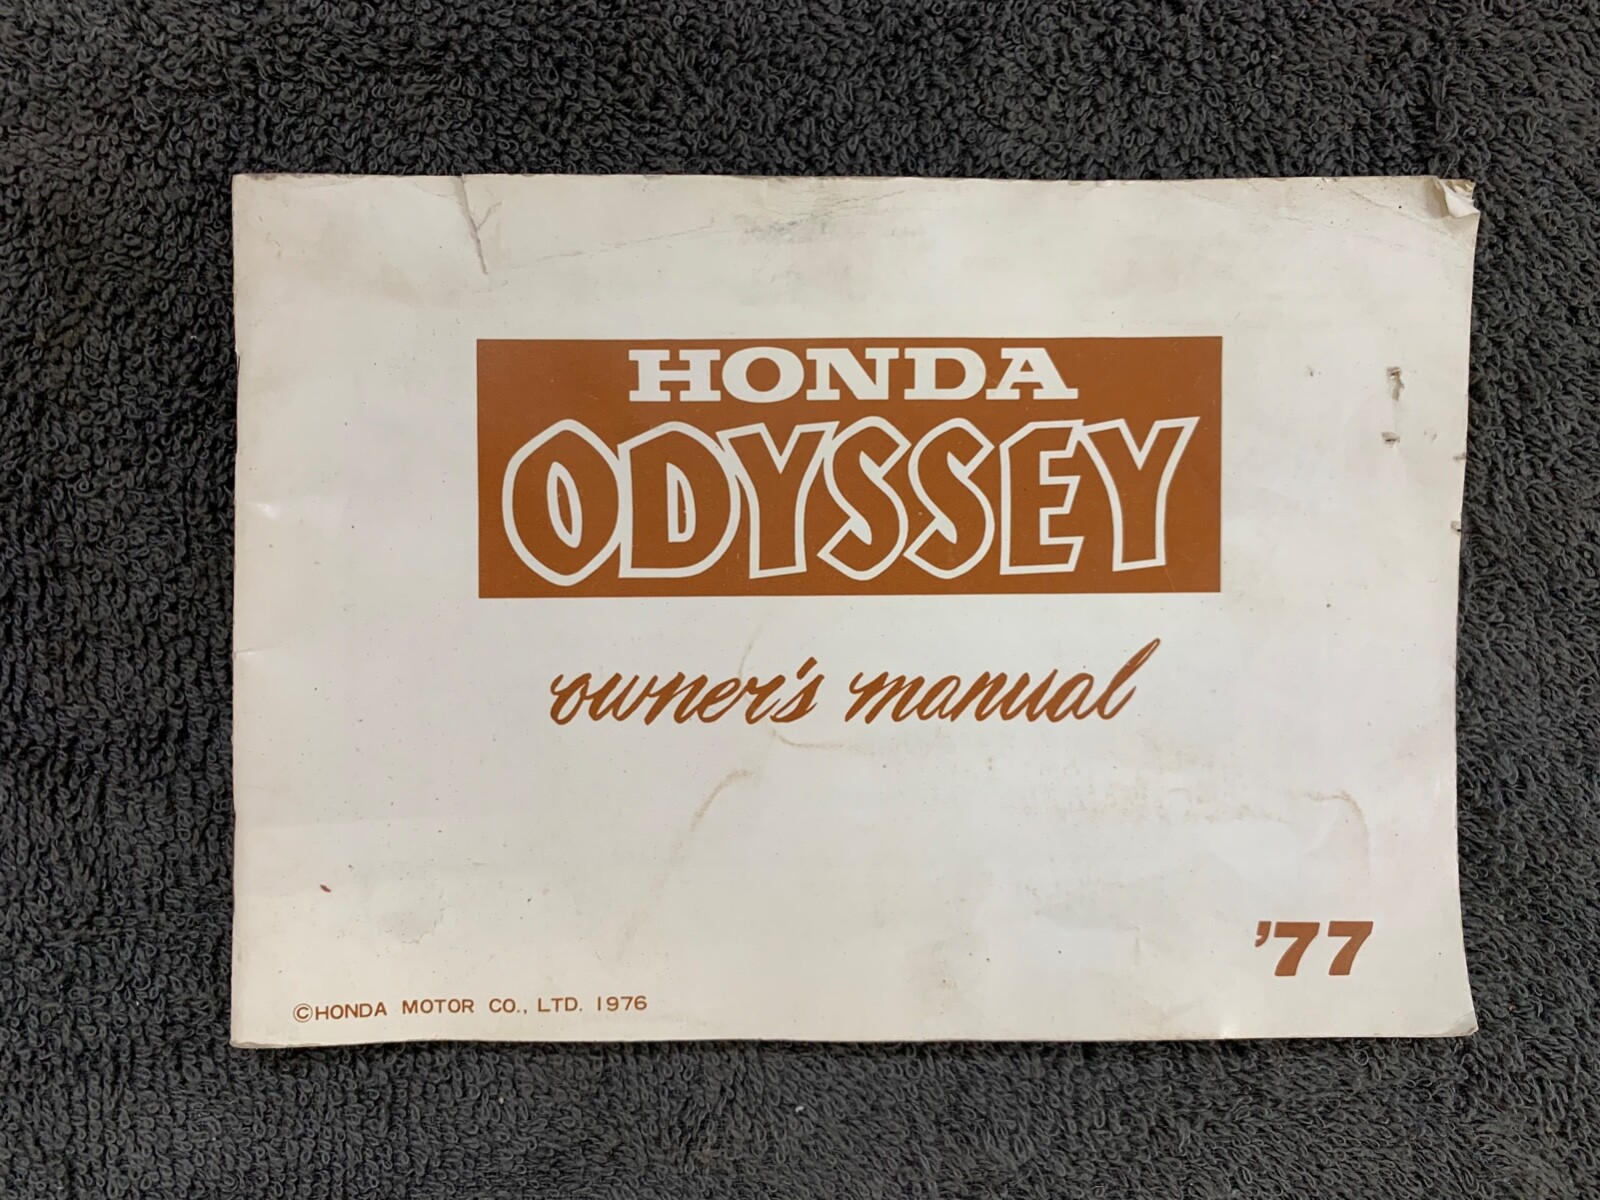 HONDA
ODYSSEY
owner's manual
'77
©HONDA MOTOR CO., LTD. 1976